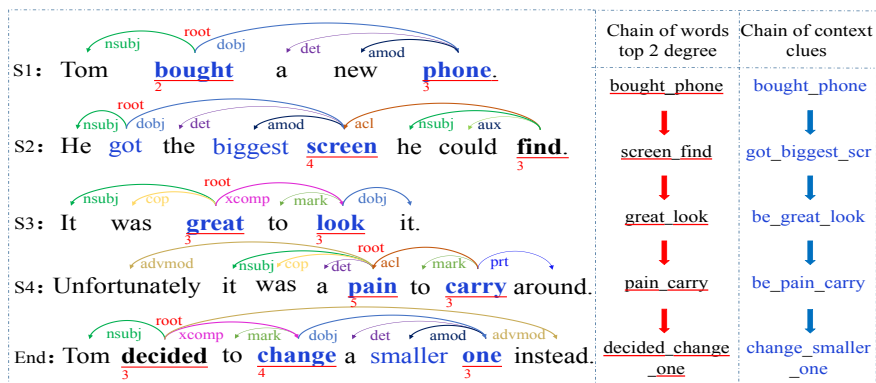 nsubj root dobj det amod
S1: Tom bought a new phone.
2 3
nsubj root dobj det amod acl nsubj aux
S2: He got the biggest screen he could find.
4 3
nsubj cop root xcomp mark dobj
S3: It was great to look it.
3 3
advmod nsubj cop det root acl mark prt
S4: Unfortunately it was a pain to carry around.
5 3
nsubj root xcomp mark dobj det amod advmod
End: Tom decided to change a smaller one instead.
3 4 3
Chain of words
top 2 degree
bought_phone
screen_find
great_look
pain_carry
decided_change
_one
Chain of context
clues
bought_phone
got_biggest_scr
be_great_look
be_pain_carry
change_smaller
_one